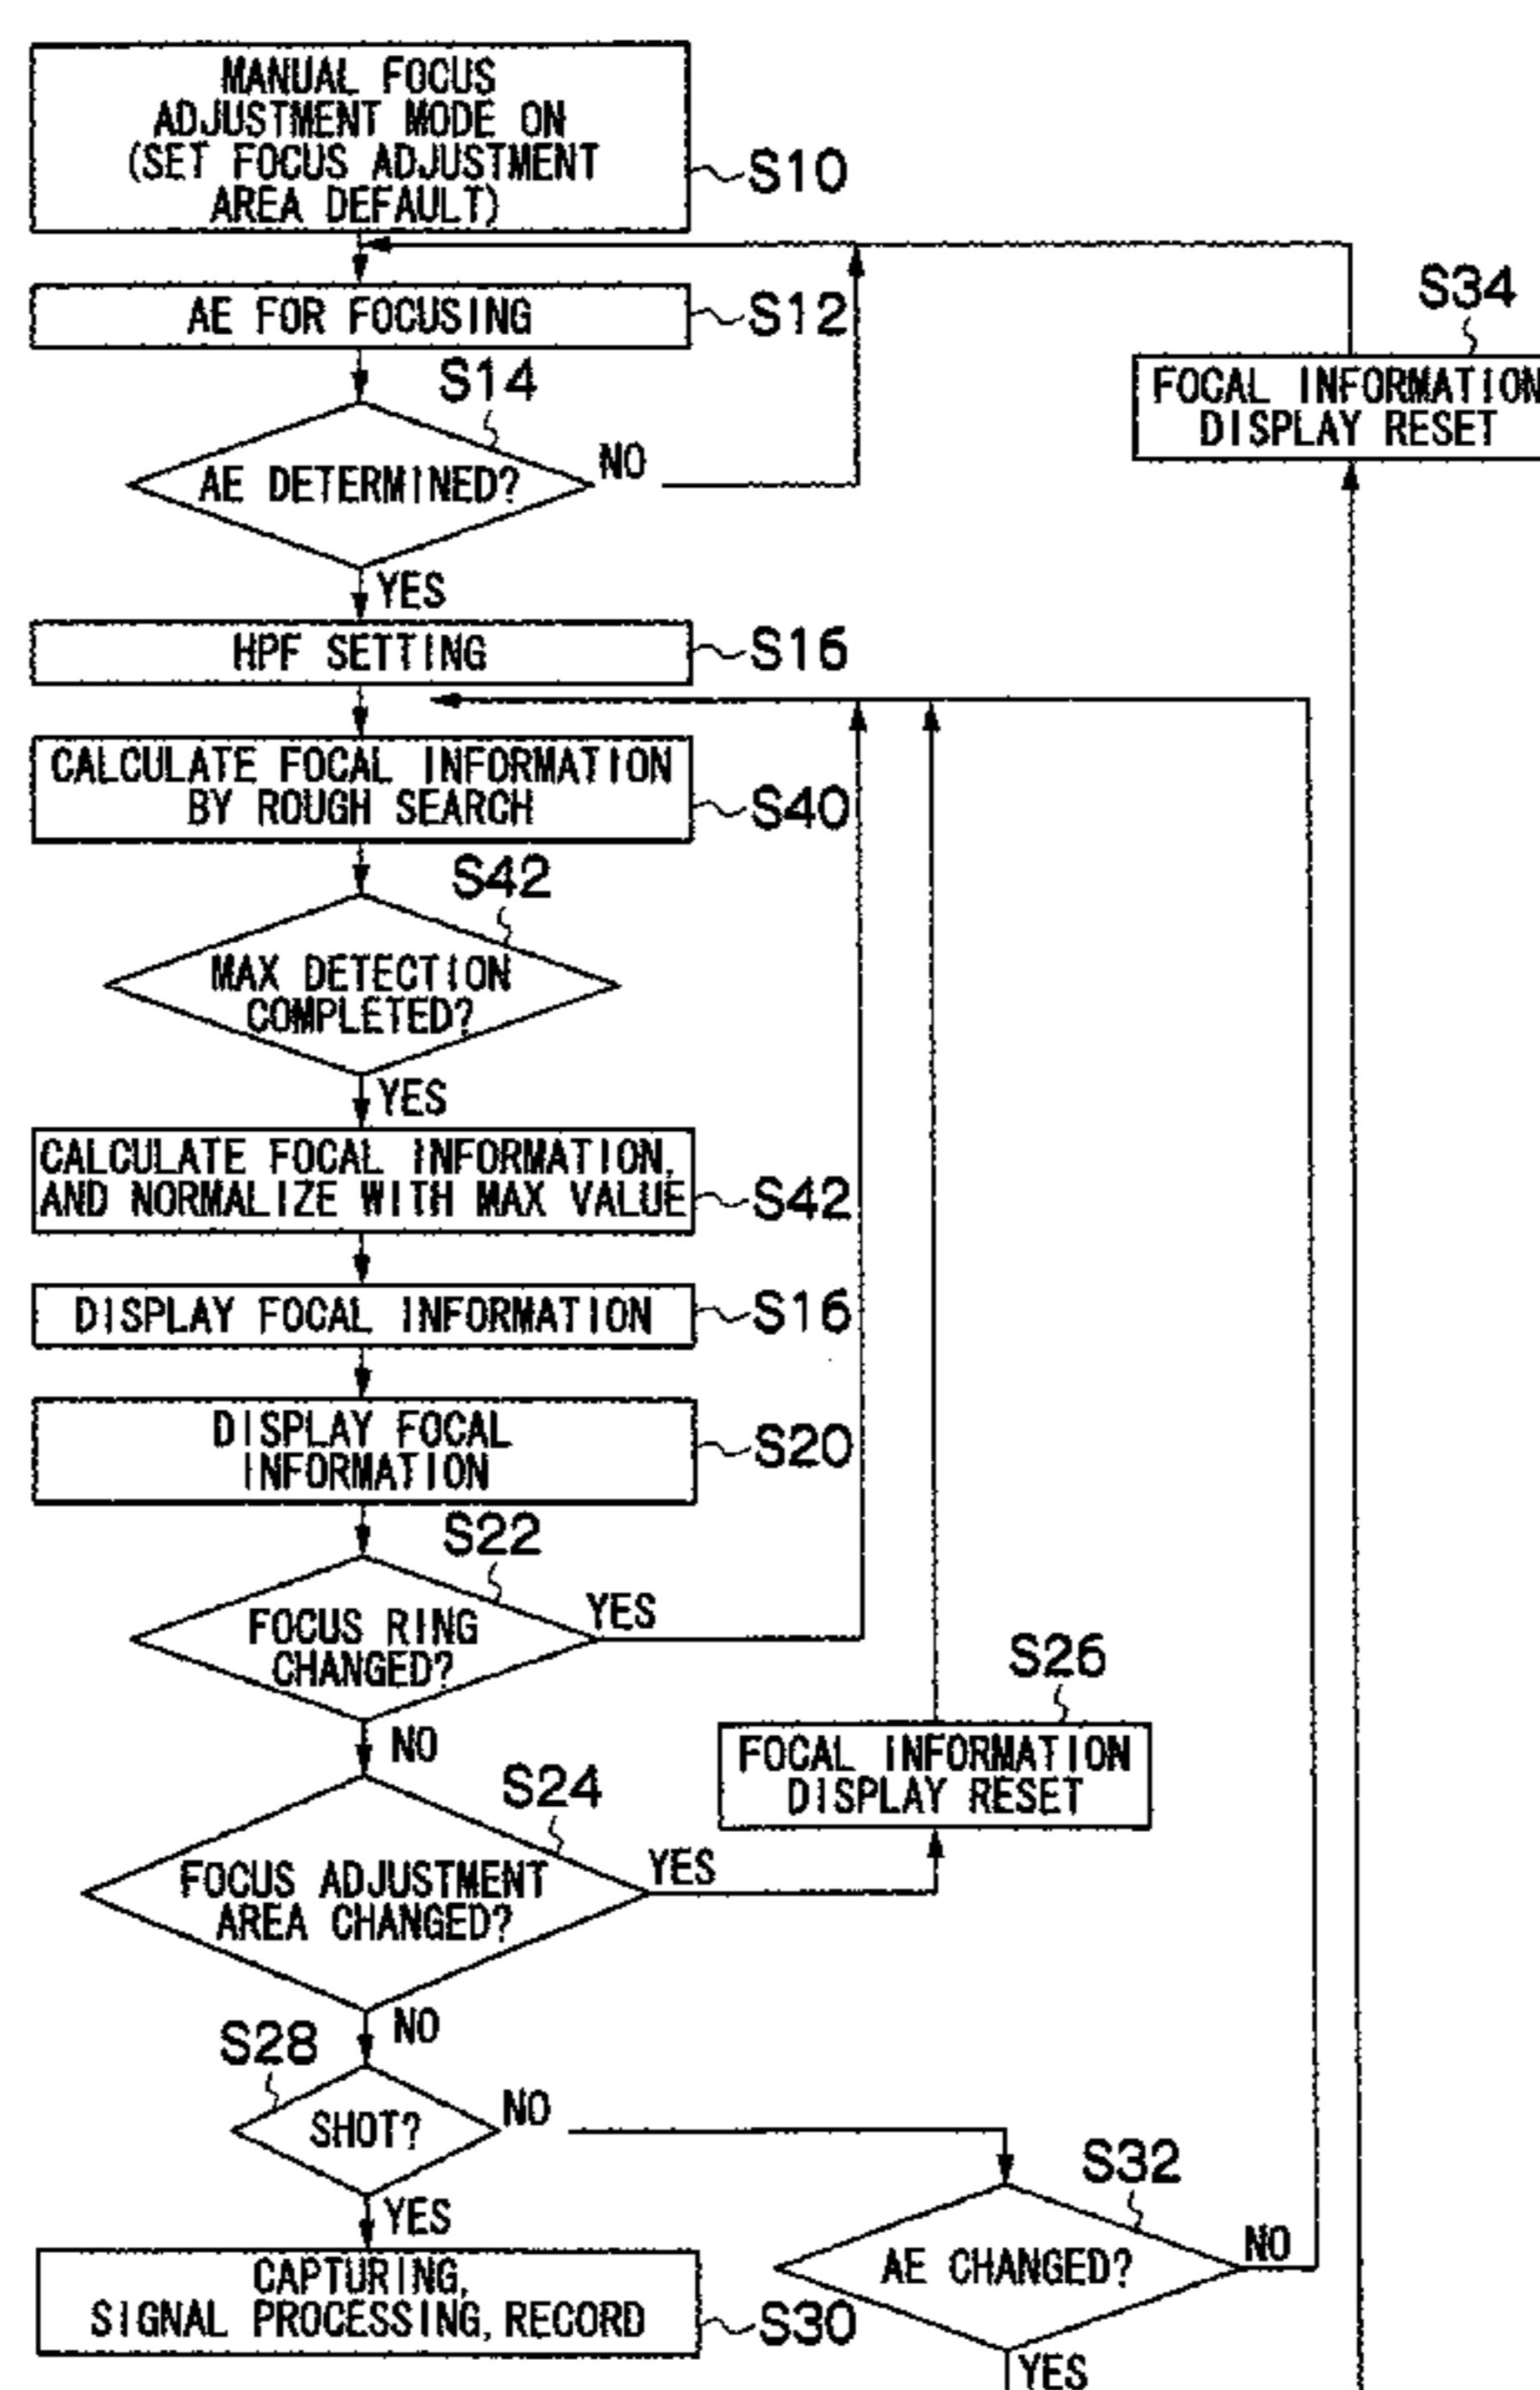 MANUAL FOCUS
ADJUSTMENT MODE ON
(SET FOCUS ADJUSTMENT
AREA DEFAULT)
S10
AE FOR FOCUSING
S12
S34
FOCAL INFORMATION
DISPLAY RESET
S14
AE DETERMINED?
NO
YES
HPF SETTING
S16
CALCULATE FOCAL INFORMATION
BY ROUGH SEARCH
S40
S42
MAX DETECTION
COMPLETED?
YES
CALCULATE FOCAL INFORMATION,
AND NORMALIZE WITH MAX VALUE
S42
DISPLAY FOCAL INFORMATION
S16
DISPLAY FOCAL
INFORMATION
S20
S22
FOCUS RING
CHANGED?
YES
NO
S26
FOCAL INFORMATION
DISPLAY RESET
S24
FOCUS ADJUSTMENT
AREA CHANGED?
YES
NO
S28
SHOT?
NO
YES
S32
AE CHANGED?
NO
YES
CAPTURING,
SIGNAL PROCESSING, RECORD
S30